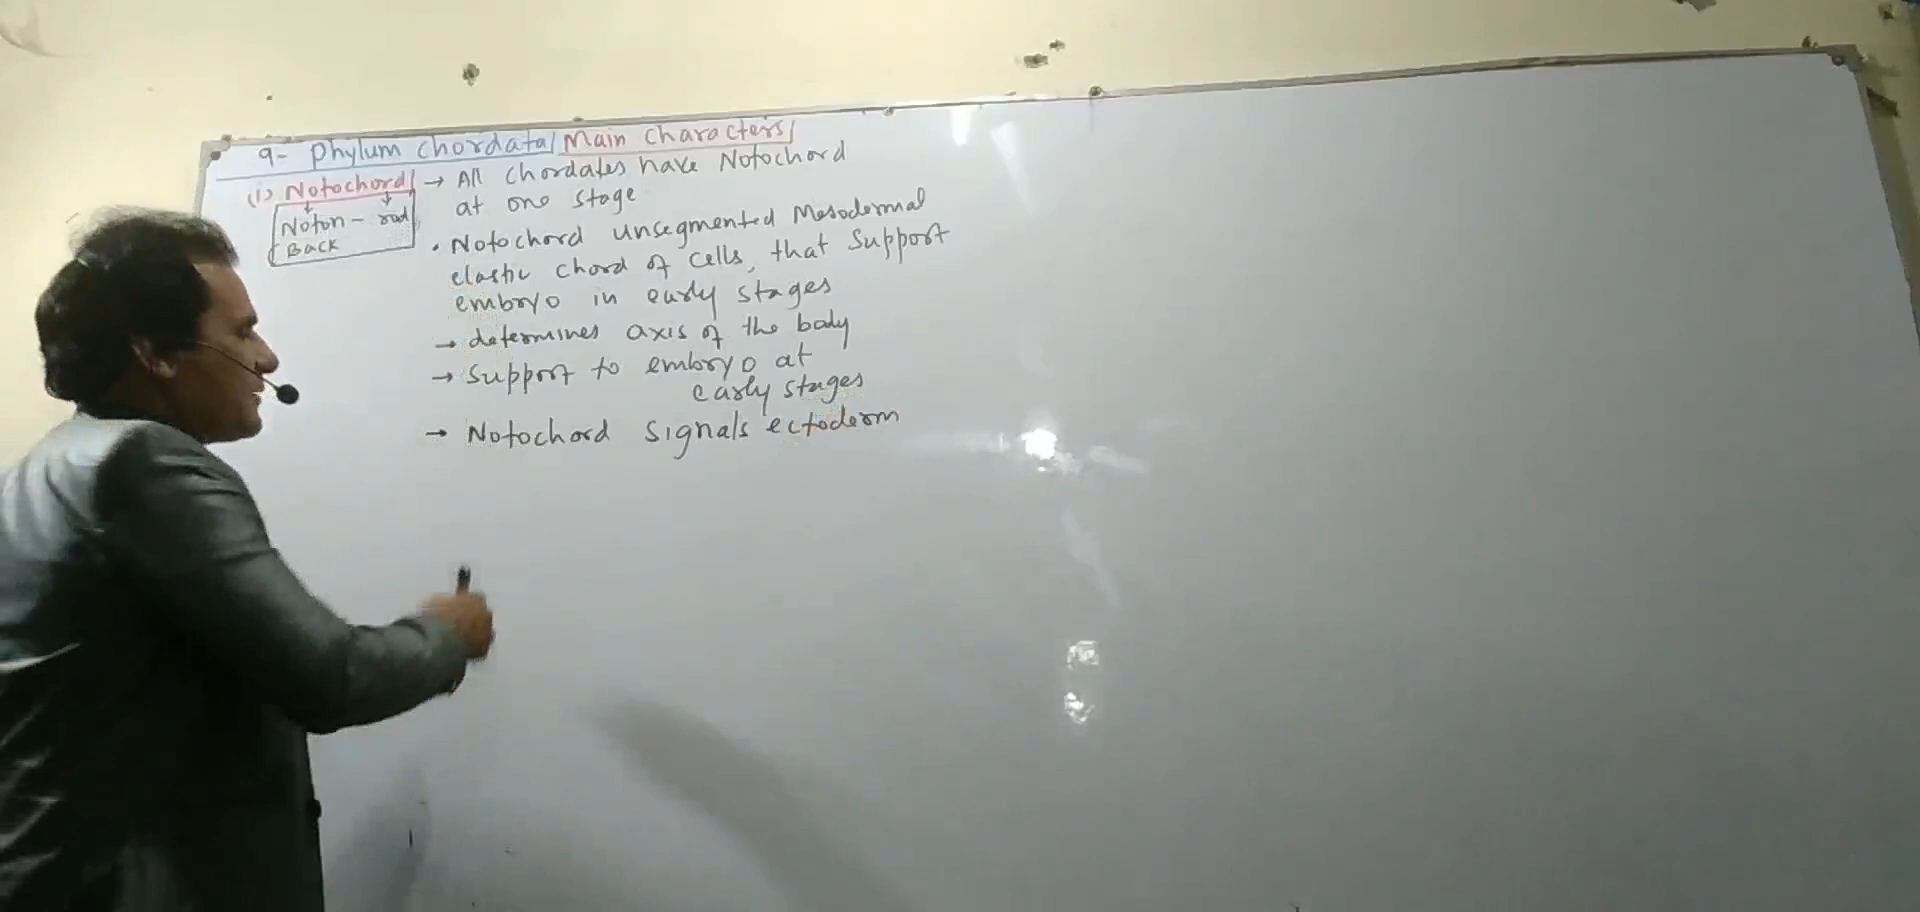 9- Phylum chordata/Main characters/
(i) Notochord/ → All chordates have Notochord
at one stage
Noton - rod
Back
. Notochord unsegmented Mesodermal
elastic chord of cells, that support
embryo in early stages
→ determines axis of the body
→ Support to embryo at
early stages
→ Notochord signals ectoderm